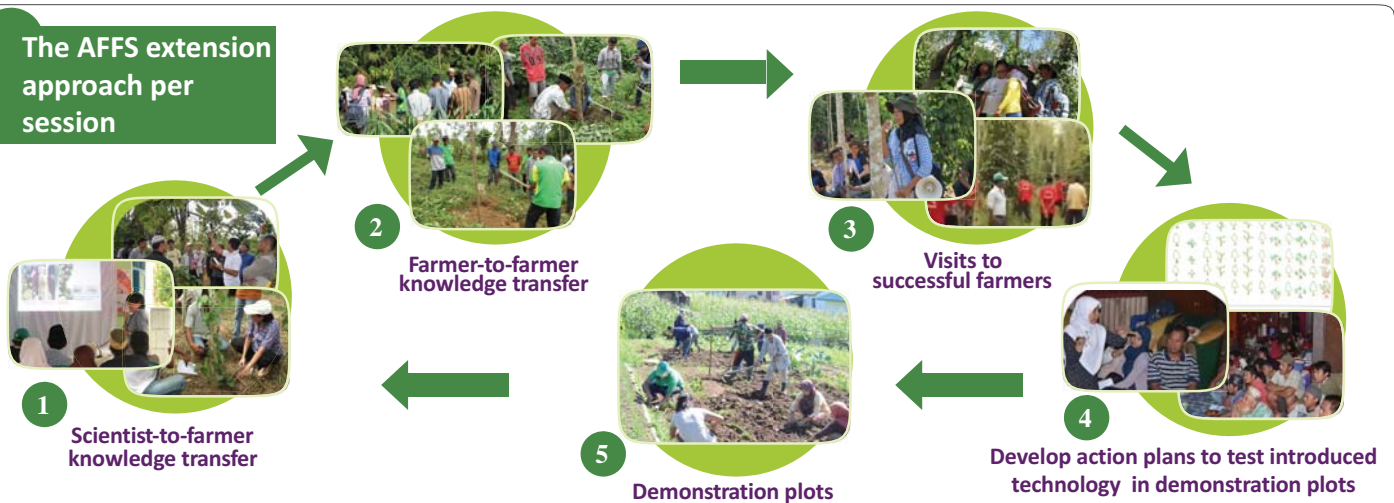 The AFFS extension
approach per
session
1
Scientist-to-farmer
knowledge transfer
2
Farmer-to-farmer
knowledge transfer
3
Visits to
successful farmers
4
Develop action plans to test introduced
technology in demonstration plots
5
Demonstration plots